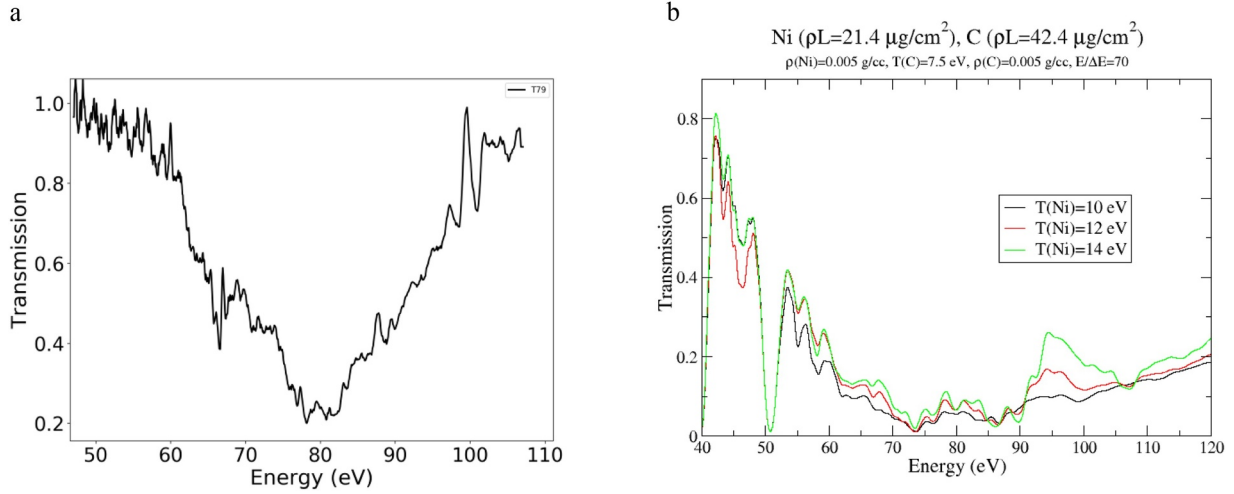 a
1.0
0.8
0.6
0.4
0.2
Transmission
50 60 70 80 90 100 110
Energy (eV)
T79
b
Ni (ρL=21.4 μg/cm²), C (ρL=42.4 μg/cm²)
ρ(Ni)=0.005 g/cc, T(C)=7.5 eV, ρ(C)=0.005 g/cc, E/ΔE=70
0.8
0.6
0.4
0.2
0
Transmission
T(Ni)=10 eV
T(Ni)=12 eV
T(Ni)=14 eV
40 50 60 70 80 90 100 110 120
Energy (eV)